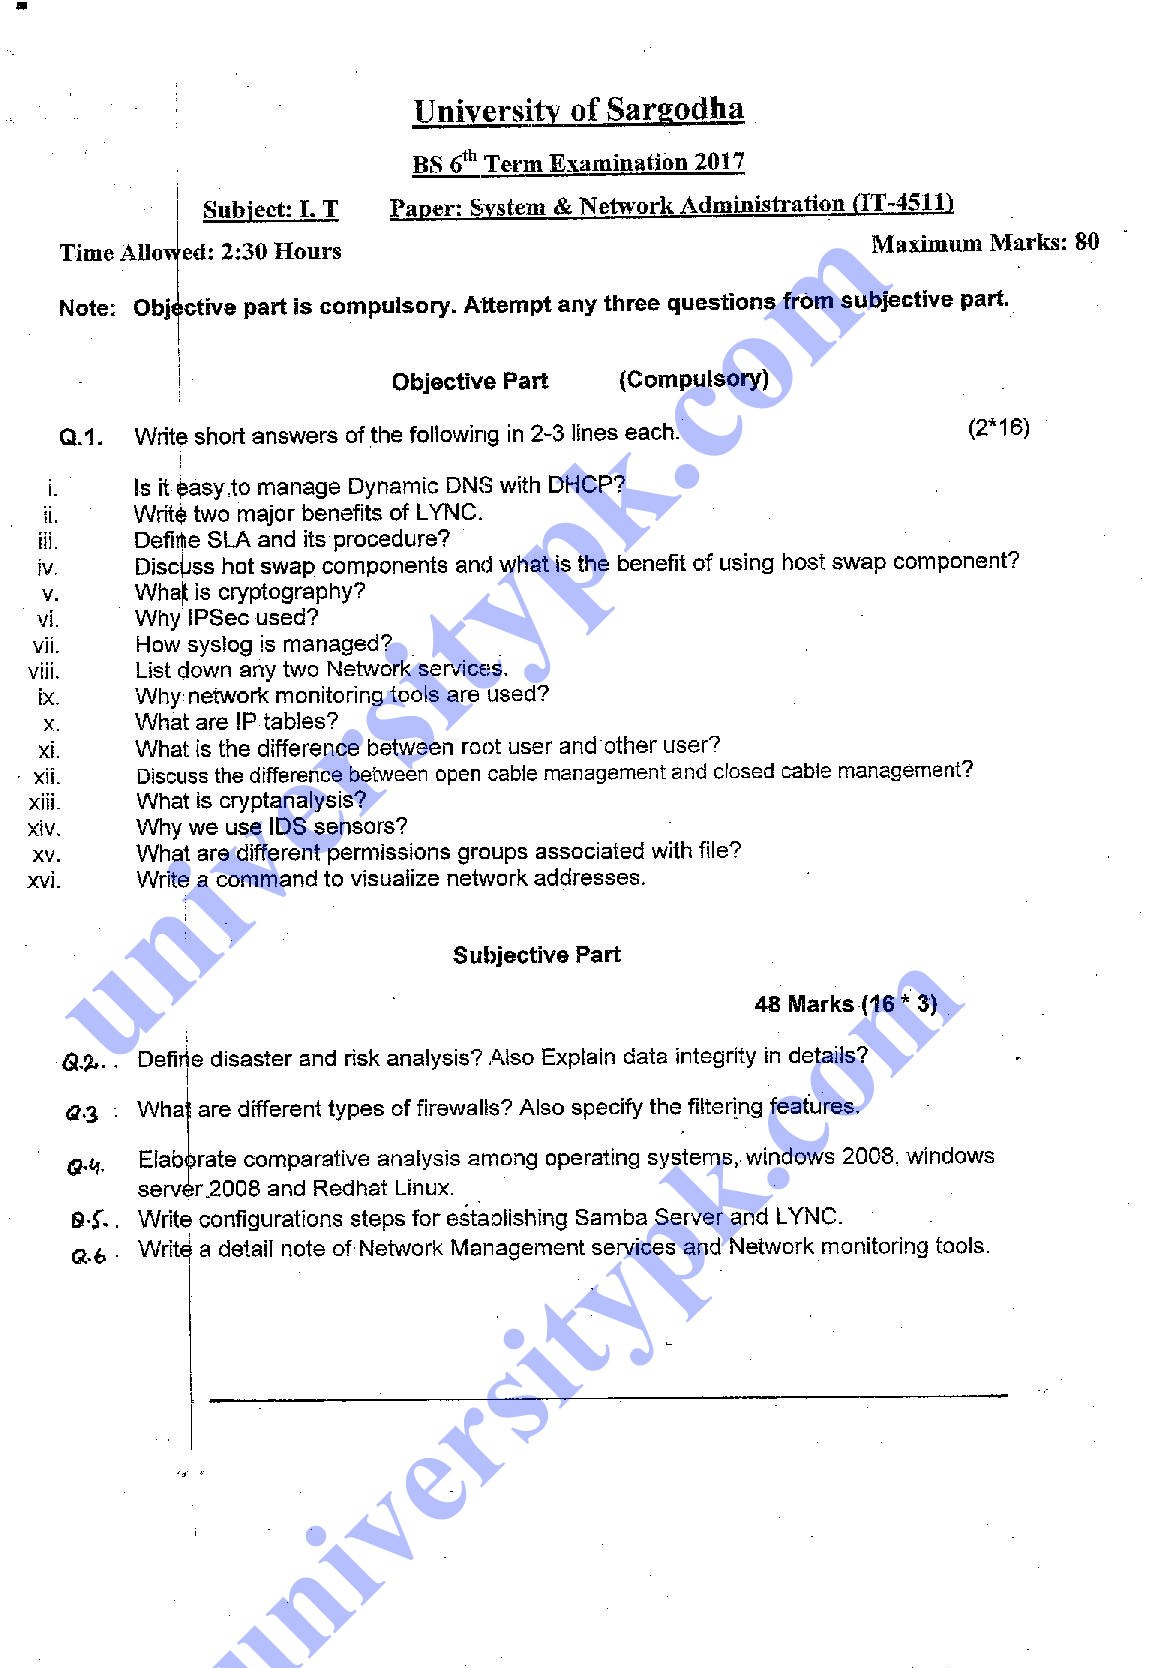 University of Sargodha
BS 6th Term Examination 2017
Subject: I. T Paper: System & Network Administration (IT-4511)
Time Allowed: 2:30 Hours Maximum Marks: 80
Note: Objective part is compulsory. Attempt any three questions from subjective part.
Objective Part (Compulsory)
Q.1. Write short answers of the following in 2-3 lines each. (2*16)
i. Is it easy to manage Dynamic DNS with DHCP?
ii. Write two major benefits of LYNC.
iii. Define SLA and its procedure?
iv. Discuss hot swap components and what is the benefit of using host swap component?
v. What is cryptography?
vi. Why IPSec used?
vii. How syslog is managed?
viii. List down any two Network services.
ix. Why network monitoring tools are used?
x. What are IP tables?
xi. What is the difference between root user and other user?
xii. Discuss the difference between open cable management and closed cable management?
xiii. What is cryptanalysis?
xiv. Why we use IDS sensors?
xv. What are different permissions groups associated with file?
xvi. Write a command to visualize network addresses.
Subjective Part
48 Marks (16 * 3)
Q.2. Define disaster and risk analysis? Also Explain data integrity in details?
Q.3 What are different types of firewalls? Also specify the filtering features.
Q.4. Elaborate comparative analysis among operating systems, windows 2008, windows
server 2008 and Redhat Linux.
Q.5. Write configurations steps for establishing Samba Server and LYNC.
Q.6 Write a detail note of Network Management services and Network monitoring tools.
universitypk.com
universitypk.com